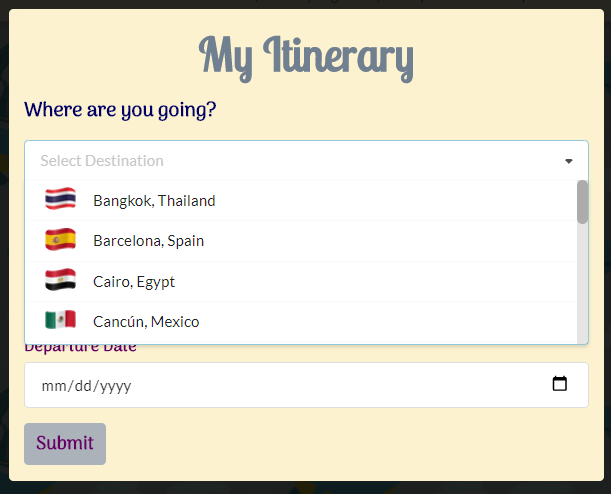 My Itinerary
Where are you going?
Select Destination
Bangkok, Thailand
Barcelona, Spain
Cairo, Egypt
Cancún, Mexico
Departure Date
mm/dd/yyyy
Submit